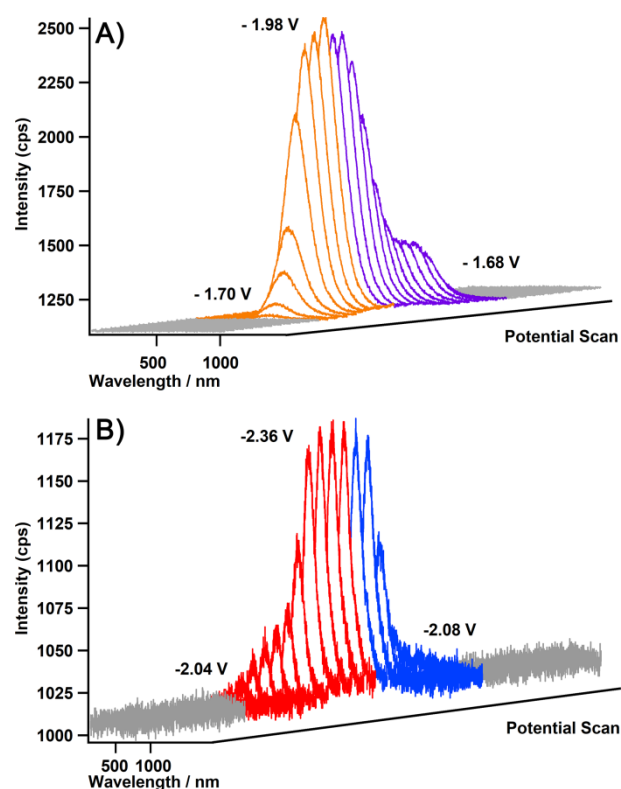 A)
2500
2250
2000
1750
1500
1250
Intensity (cps)
- 1.98 V
- 1.70 V
- 1.68 V
500
1000
Wavelength / nm
Potential Scan
B)
1175
1150
1125
1100
1075
1050
1025
1000
Intensity (cps)
-2.36 V
-2.04 V
-2.08 V
500
1000
Wavelength / nm
Potential Scan